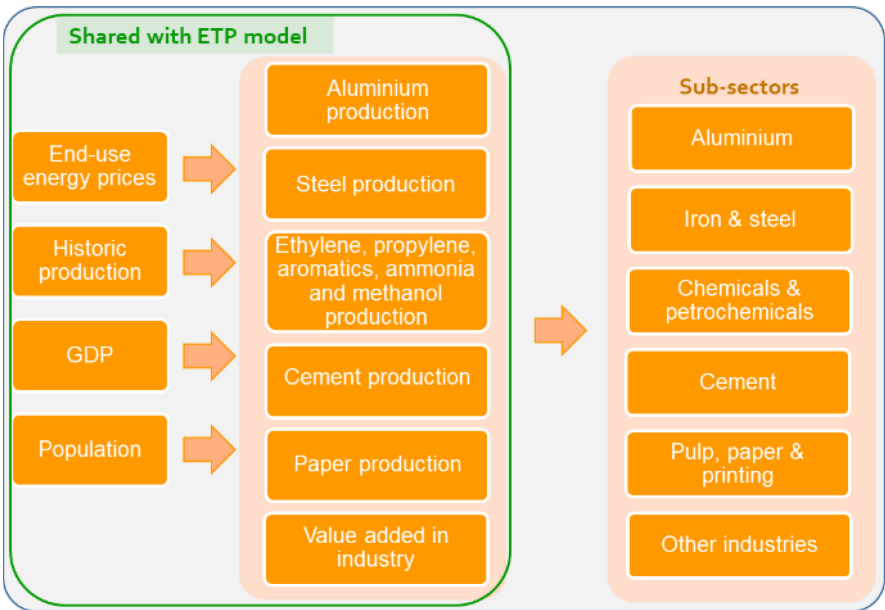 Shared with ETP model
End-use
energy prices
Historic
production
GDP
Population
Aluminium
production
Steel production
Ethylene, propylene,
aromatics, ammonia
and methanol
production
Cement production
Paper production
Value added in
industry
Sub-sectors
Aluminium
Iron & steel
Chemicals &
petrochemicals
Cement
Pulp, paper &
printing
Other industries